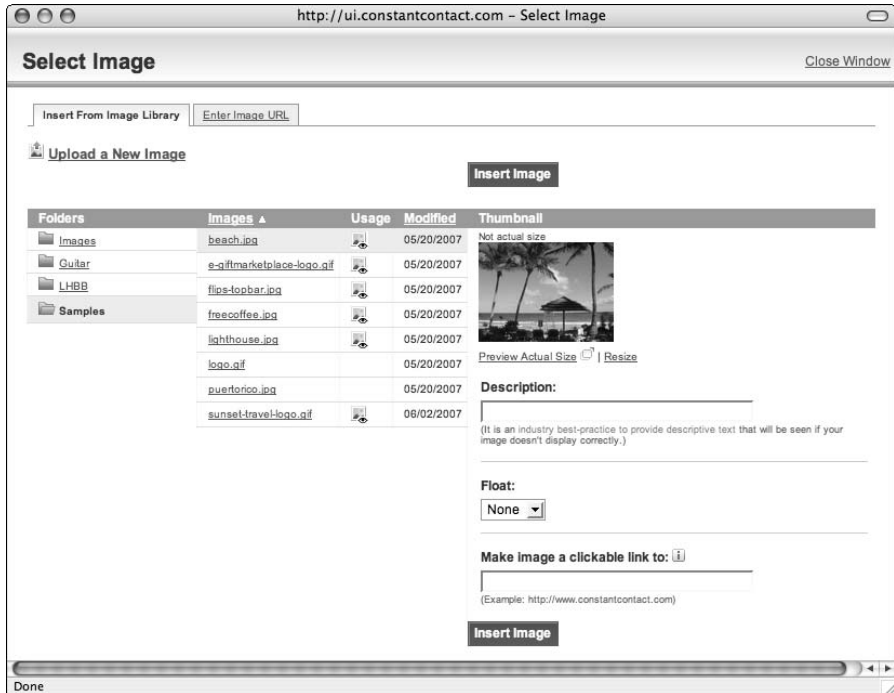 http://ui.constantcontact.com – Select Image
Select Image
Close Window
Insert From Image Library
Enter Image URL
Upload a New Image
Insert Image
Folders Images ▲ Usage Modified Thumbnail
Images
Guitar
LHBB
Samples
beach.jpg 05/20/2007
e-giftmarketplace-logo.gif 05/20/2007
flips-topbar.jpg 05/20/2007
freecoffee.jpg 05/20/2007
lighthouse.jpg 05/20/2007
logo.gif 05/20/2007
puertorico.jpg 05/20/2007
sunset-travel-logo.gif 06/02/2007
Not actual size
Preview Actual Size | Resize
Description:
(It is an industry best-practice to provide descriptive text that will be seen if your
image doesn't display correctly.)
Float:
None
Make image a clickable link to: i
(Example: http://www.constantcontact.com)
Insert Image
Done